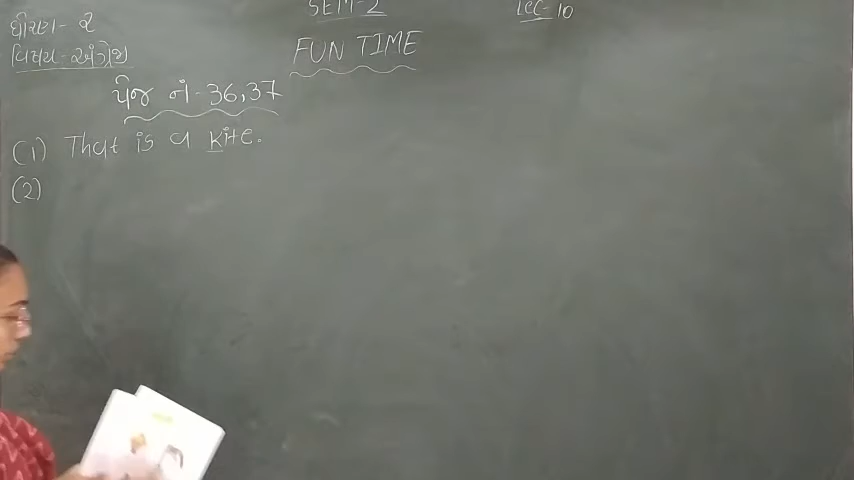 SEM-2
LEC-10
ધોરણ-૨
વિષય-અંગ્રેજી
FUN TIME
પેજ નં-36,37
(1) That is a kite.
(2)